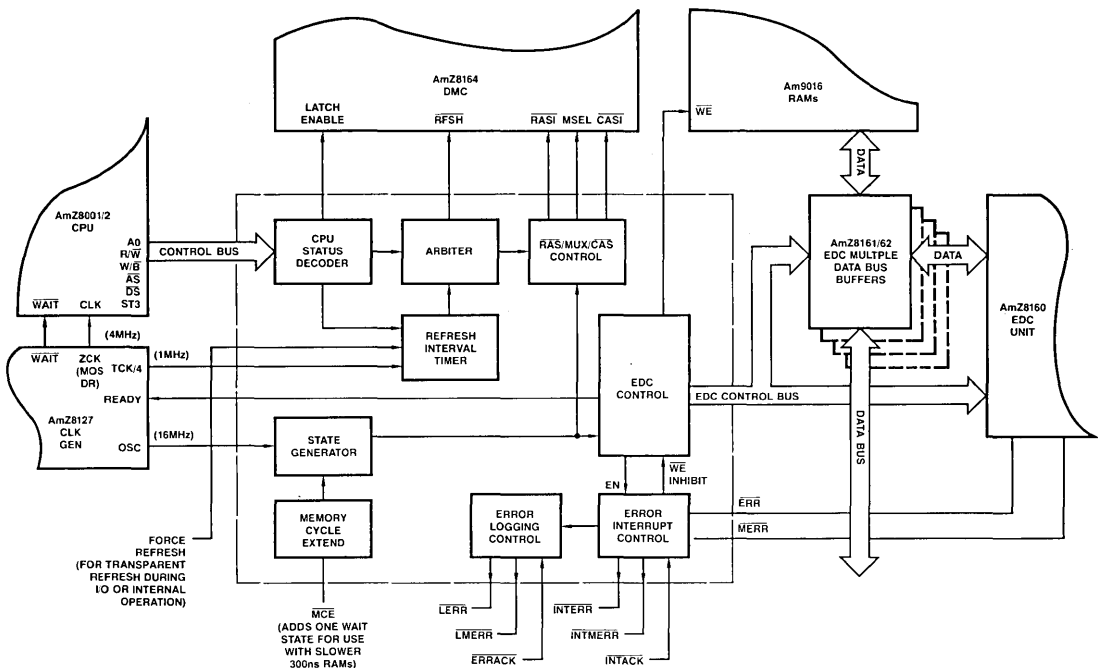 AmZ8164
DMC
LATCH
ENABLE
RFSH
RASI
MSEL
CASI
Am9016
RAMs
WE
DATA
AmZ8001/2
CPU
A0
R/W
W/B
AS
DS
ST3
WAIT
CLK
CONTROL BUS
(4MHz)
WAIT
ZCK
(MOS
DR)
TCK/4
(1MHz)
READY
AmZ8127
CLK
GEN
OSC
(16MHz)
CPU
STATUS
DECODER
ARBITER
RAS/MUX/CAS
CONTROL
REFRESH
INTERVAL
TIMER
EDC
CONTROL
STATE
GENERATOR
MEMORY
CYCLE
EXTEND
ERROR
LOGGING
CONTROL
EN
WE
INHIBIT
ERROR
INTERRUPT
CONTROL
AmZ8161/62
EDC MULTPLE
DATA BUS
BUFFERS
DATA
AmZ8160
EDC
UNIT
EDC CONTROL BUS
DATA BUS
ERR
MERR
FORCE
REFRESH
(FOR TRANSPARENT
REFRESH DURING
I/O OR INTERNAL
OPERATION)
MCE
(ADDS ONE WAIT
STATE FOR USE
WITH SLOWER
300ns RAMs)
LERR
LMERR
ERRACK
INTERR
INTMERR
INTACK